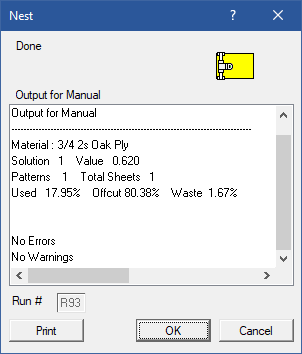 Nest
Done
Output for Manual
Output for Manual
------------------------------------------------------------
Material : 3/4 2s Oak Ply
Solution 1 Value 0.620
Patterns 1 Total Sheets 1
Used 17.95% Offcut 80.38% Waste 1.67%
No Errors
No Warnings
Run # R93
Print OK Cancel